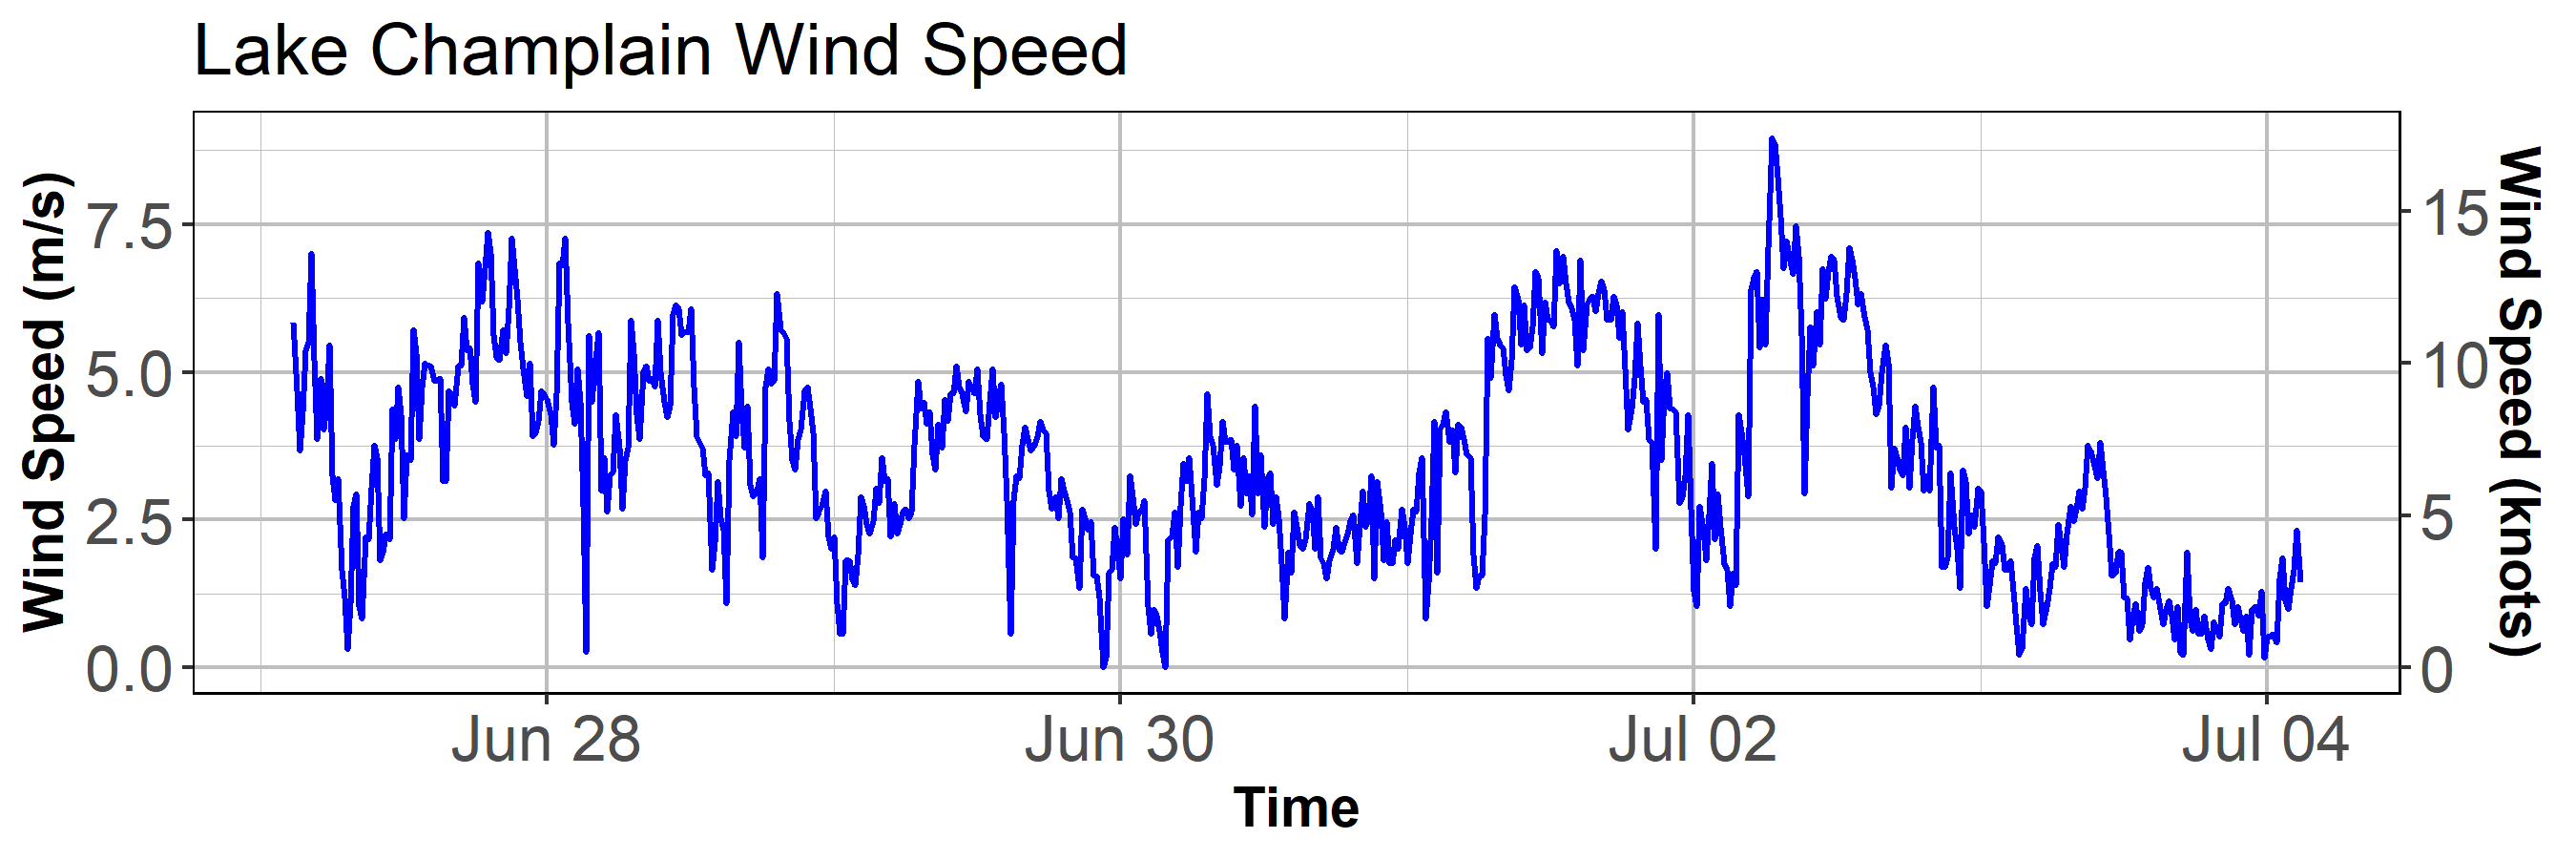 Lake Champlain Wind Speed
Wind Speed (m/s)
7.5
5.0
2.5
0.0
15
10
5
0
Wind Speed (knots)
Jun 28
Jun 30
Jul 02
Jul 04
Time